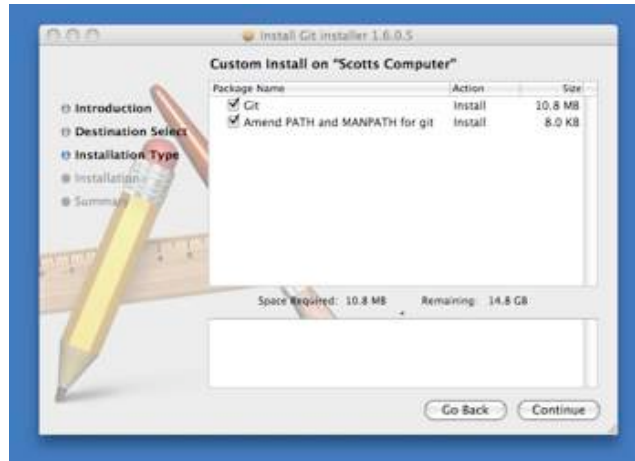 Install Git installer 1.6.0.5
Custom Install on "Scotts Computer"
Package Name Action Size
Git Install 10.8 MB
Amend PATH and MANPATH for git Install 8.0 KB
Introduction
Destination Select
Installation Type
Installation
Summary
Space Required: 10.8 MB Remaining: 14.8 GB
Go Back Continue